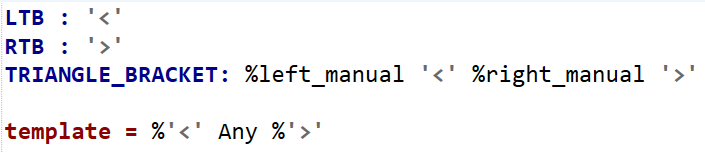 LTB : '<'
RTB : '>'
TRIANGLE_BRACKET: %left_manual '<' %right_manual '>'
template = %'<' Any %'>'